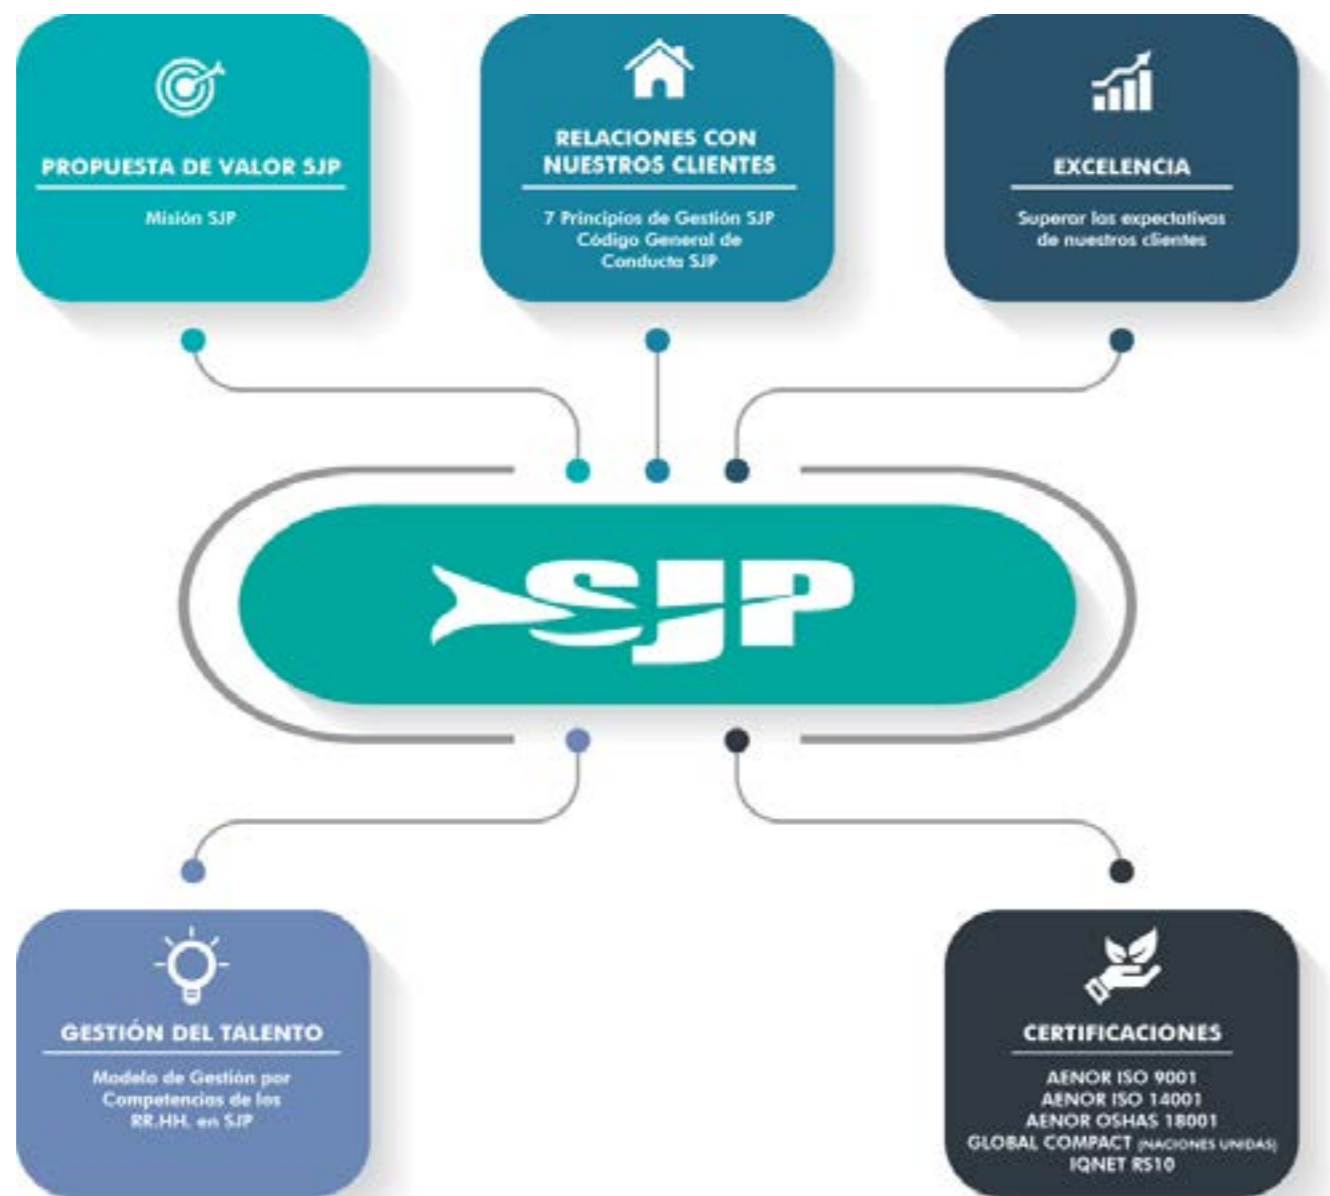 PROPUESTA DE VALOR SJP
Misión SJP
RELACIONES CON
NUESTROS CLIENTES
7 Principios de Gestión SJP
Código General de
Conducta SJP
EXCELENCIA
Superar las expectativas
de nuestros clientes
SJP
GESTIÓN DEL TALENTO
Modelo de Gestión por
Competencias de los
RR.HH. en SJP
CERTIFICACIONES
AENOR ISO 9001
AENOR ISO 14001
AENOR OSHAS 18001
GLOBAL COMPACT (NACIONES UNIDAS)
IQNET RS10